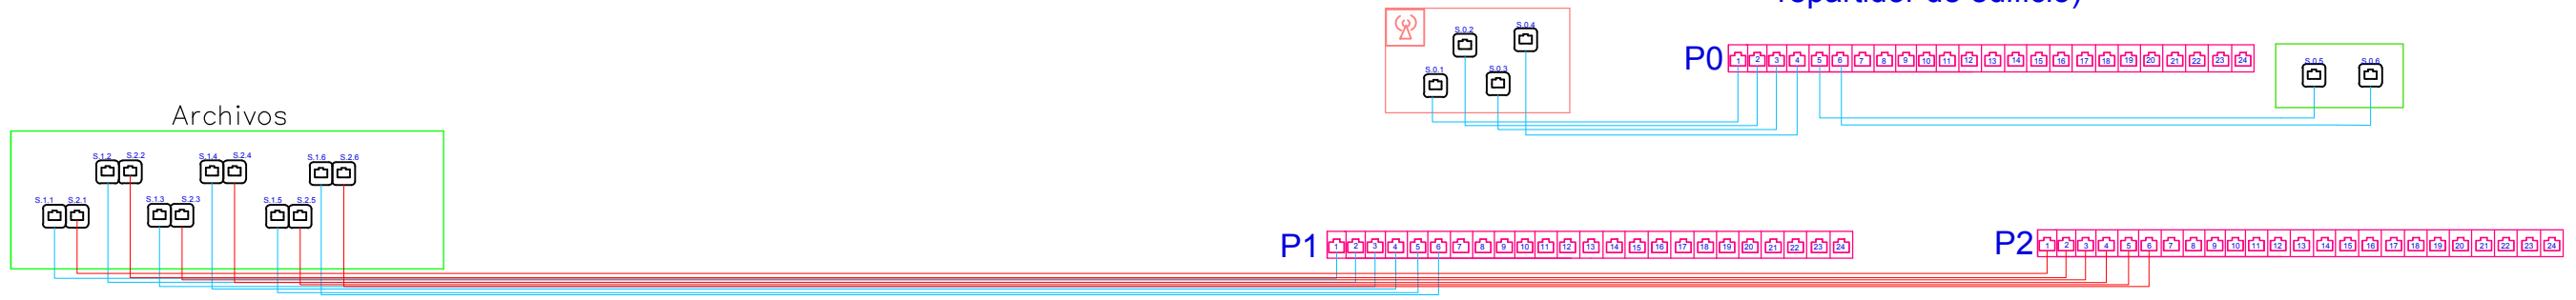 repartidor de edificio)
S.0.1
S.0.2
S.0.3
S.0.4
P0
1 2 3 4 5 6 7 8 9 10 11 12 13 14 15 16 17 18 19 20 21 22 23 24
S.0.5
S.0.6
Archivos
S.1.2 S.2.2 S.1.4 S.2.4 S.1.6 S.2.6
S.1.1 S.2.1 S.1.3 S.2.3 S.1.5 S.2.5
P1
1 2 3 4 5 6 7 8 9 10 11 12 13 14 15 16 17 18 19 20 21 22 23 24
P2
1 2 3 4 5 6 7 8 9 10 11 12 13 14 15 16 17 18 19 20 21 22 23 24